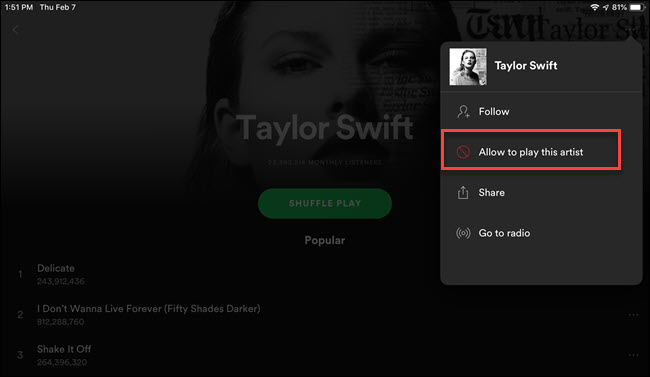 1:51 PM Thu Feb 7
81%
Taylor Swift
Follow
Allow to play this artist
Share
Go to radio
Taylor Swift
MONTHLY LISTENERS
SHUFFLE PLAY
Popular
1 Delicate
243,912,436
2 I Don't Wanna Live Forever (Fifty Shades Darker)
812,288,760
3 Shake It Off
264,396,320